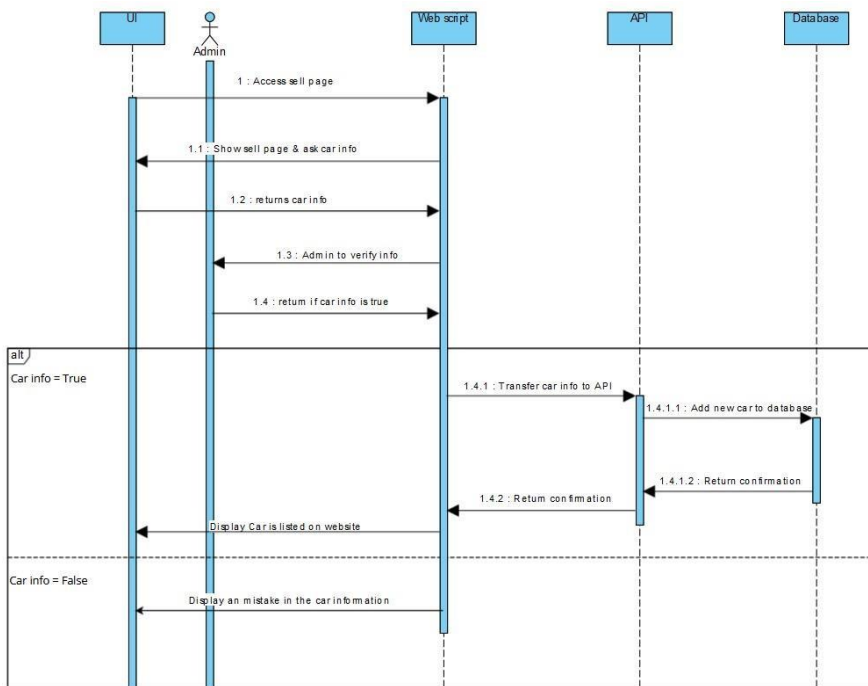 UI
Admin
Web script
API
Database
1 : Access sell page
1.1 : Show sell page & ask car info
1.2 : returns car info
1.3 : Admin to verify info
1.4 : return if car info is true
alt
Car info = True
1.4.1 : Transfer car info to API
1.4.1.1 : Add new car to database
1.4.1.2 : Return confirmation
1.4.2 : Return confirmation
Display Car is listed on website
Car info = False
Display an mistake in the car information